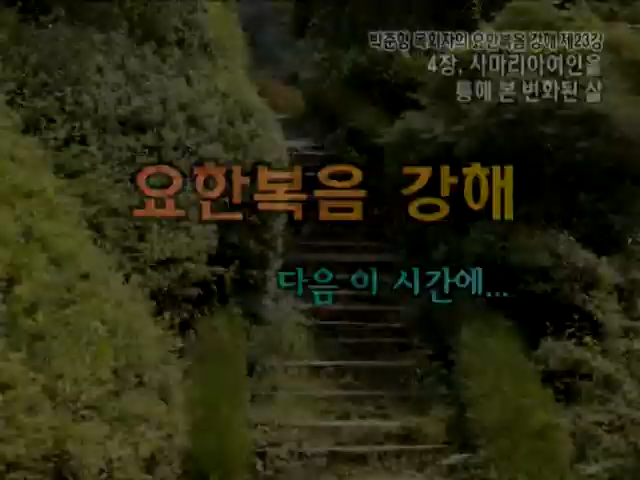 박준형 목회자의 요한복음 강해 제23강
4장, 사마리아여인을
통해 본 변화된 삶
요한복음 강해
다음 이 시간에...